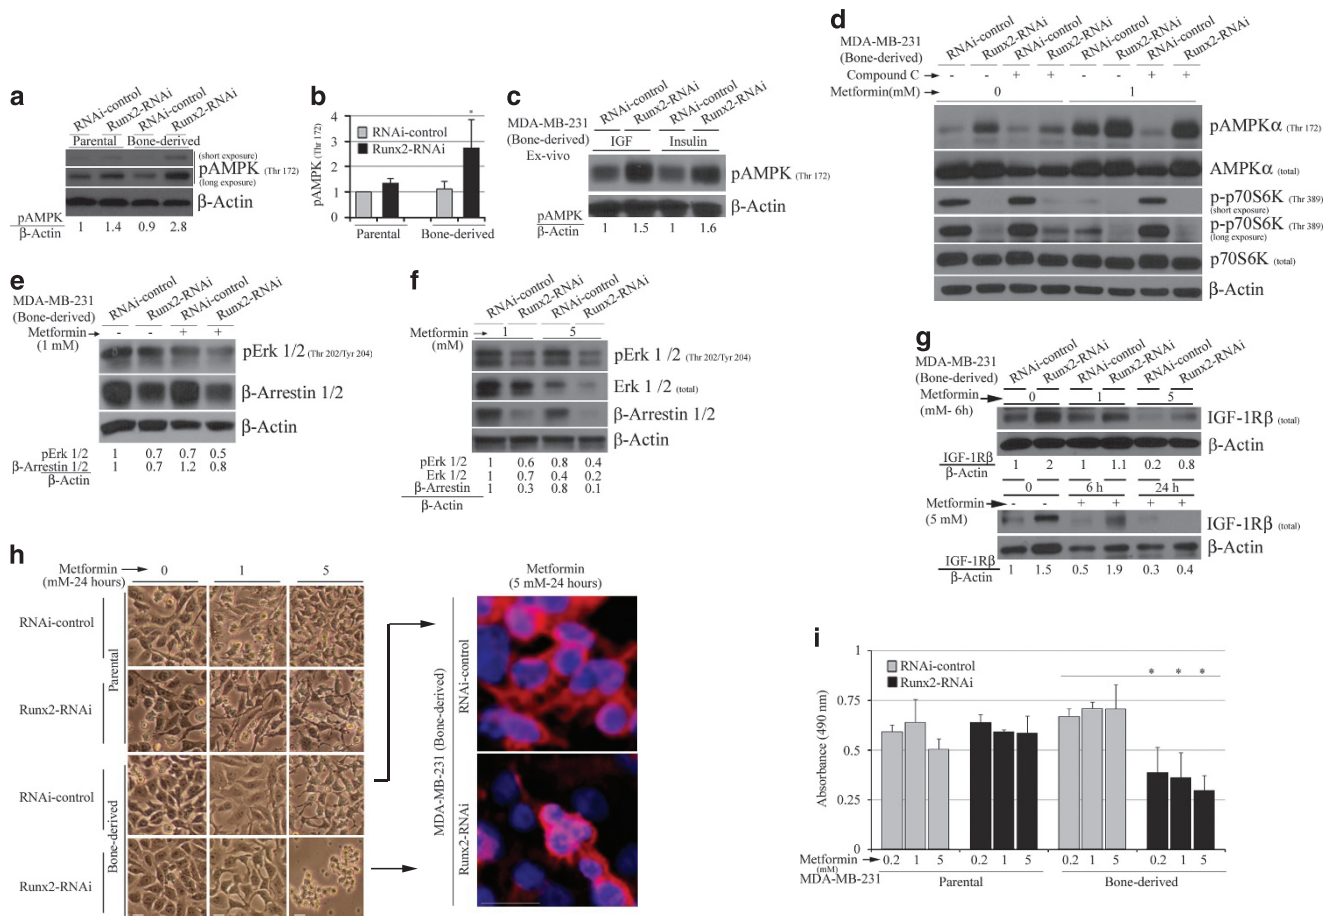 a
RNAi-control
Runx2-RNAi
RNAi-control
Runx2-RNAi
Parental
Bone-derived
(short exposure)
pAMPK (Thr 172)
(long exposure)
β-Actin
pAMPK
β-Actin
1 1.4 0.9 2.8
b
RNAi-control
Runx2-RNAi
*
pAMPK (Thr 172)
4
3
2
1
0
Parental
Bone-derived
c
MDA-MB-231
(Bone-derived)
Ex-vivo
RNAi-control
Runx2-RNAi
RNAi-control
Runx2-RNAi
IGF
Insulin
pAMPK (Thr 172)
β-Actin
pAMPK
β-Actin
1 1.5 1 1.6
d
MDA-MB-231
(Bone-derived)
RNAi-control
Runx2-RNAi
RNAi-control
Runx2-RNAi
RNAi-control
Runx2-RNAi
RNAi-control
Runx2-RNAi
Compound C - - + + - - + +
Metformin(mM) 0 1
pAMPKα (Thr 172)
AMPKα (total)
p-p70S6K (Thr 389)
(short exposure)
p-p70S6K (Thr 389)
(long exposure)
p70S6K (total)
β-Actin
e
MDA-MB-231
(Bone-derived)
RNAi-control
Runx2-RNAi
RNAi-control
Runx2-RNAi
Metformin - - + +
(1 mM)
pErk 1/2 (Thr 202/Tyr 204)
β-Arrestin 1/2
β-Actin
pErk 1/2 1 0.7 0.7 0.5
β-Arrestin 1/2 1 0.7 1.2 0.8
β-Actin
f
RNAi-control
Runx2-RNAi
RNAi-control
Runx2-RNAi
Metformin 1 5
(mM)
pErk 1/2 (Thr 202/Tyr 204)
Erk 1/2 (total)
β-Arrestin 1/2
β-Actin
pErk 1/2 1 0.6 0.8 0.4
Erk 1/2 1 0.7 0.4 0.2
β-Arrestin 1 0.3 0.8 0.1
β-Actin
g
MDA-MB-231
(Bone-derived)
RNAi-control
Runx2-RNAi
RNAi-control
Runx2-RNAi
RNAi-control
Runx2-RNAi
Metformin
(mM- 6h)
0 1 5
IGF-1Rβ (total)
β-Actin
IGF-1Rβ
β-Actin
1 2 1 1.1 0.2 0.8
0 6 h 24 h
Metformin - - + + + +
(5 mM)
IGF-1Rβ (total)
β-Actin
IGF-1Rβ
β-Actin
1 1.5 0.5 1.9 0.3 0.4
h
Metformin
(mM-24 hours)
0 1 5
RNAi-control
Runx2-RNAi
Parental
RNAi-control
Runx2-RNAi
Bone-derived
Metformin
(5 mM-24 hours)
MDA-MB-231 (Bone-derived)
RNAi-control
Runx2-RNAi
i
RNAi-control
Runx2-RNAi
* * *
Absorbance (490 nm)
1
0.75
0.5
0.25
0
Metformin
(mM)
0.2 1 5 0.2 1 5 0.2 1 5 0.2 1 5
MDA-MB-231
Parental
Bone-derived